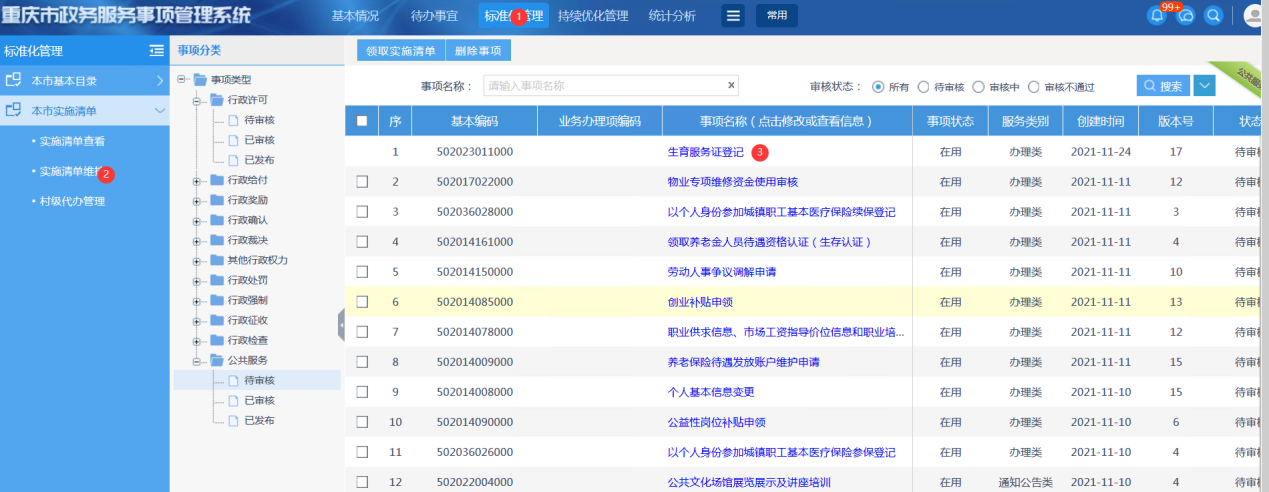 重庆市政务服务事项管理系统
基本情况 待办事宜 标准 1 管理 持续优化管理 统计分析 常用 99+
标准化管理
本市基本目录
本市实施清单
实施清单查看
实施清单维 2
村级代办管理
事项分类
事项类型
行政许可
待审核
已审核
已发布
行政给付
行政奖励
行政确认
行政裁决
其他行政权力
行政处罚
行政强制
行政征收
行政检查
公共服务
待审核
已审核
已发布
领取实施清单 删除事项
事项名称： 请输入事项名称 x 审核状态： 所有 待审核 审核中 审核不通过 搜索
公共服
序 基本编码 业务办理项编码 事项名称（点击修改或查看信息） 事项状态 服务类别 创建时间 版本号 状态
1 502023011000 生育服务证登记 3 在用 办理类 2021-11-24 17 待审
2 502017022000 物业专项维修资金使用审核 在用 办理类 2021-11-11 12 待审
3 502036028000 以个人身份参加城镇职工基本医疗保险续保登记 在用 办理类 2021-11-11 3 待审
4 502014161000 领取养老金人员待遇资格认证（生存认证） 在用 办理类 2021-11-11 4 待审
5 502014150000 劳动人事争议调解申请 在用 办理类 2021-11-11 10 待审
6 502014085000 创业补贴申领 在用 办理类 2021-11-11 13 待审
7 502014078000 职业供求信息、市场工资指导价位信息和职业培... 在用 办理类 2021-11-11 12 待审
8 502014009000 养老保险待遇发放账户维护申请 在用 办理类 2021-11-11 15 待审
9 502014008000 个人基本信息变更 在用 办理类 2021-11-10 15 待审
10 502014090000 公益性岗位补贴申领 在用 办理类 2021-11-10 6 待审
11 502036026000 以个人身份参加城镇职工基本医疗保险参保登记 在用 办理类 2021-11-10 4 待审
12 502022004000 公共文化场馆展览展示及讲座培训 在用 通知公告类 2021-11-10 4 待审